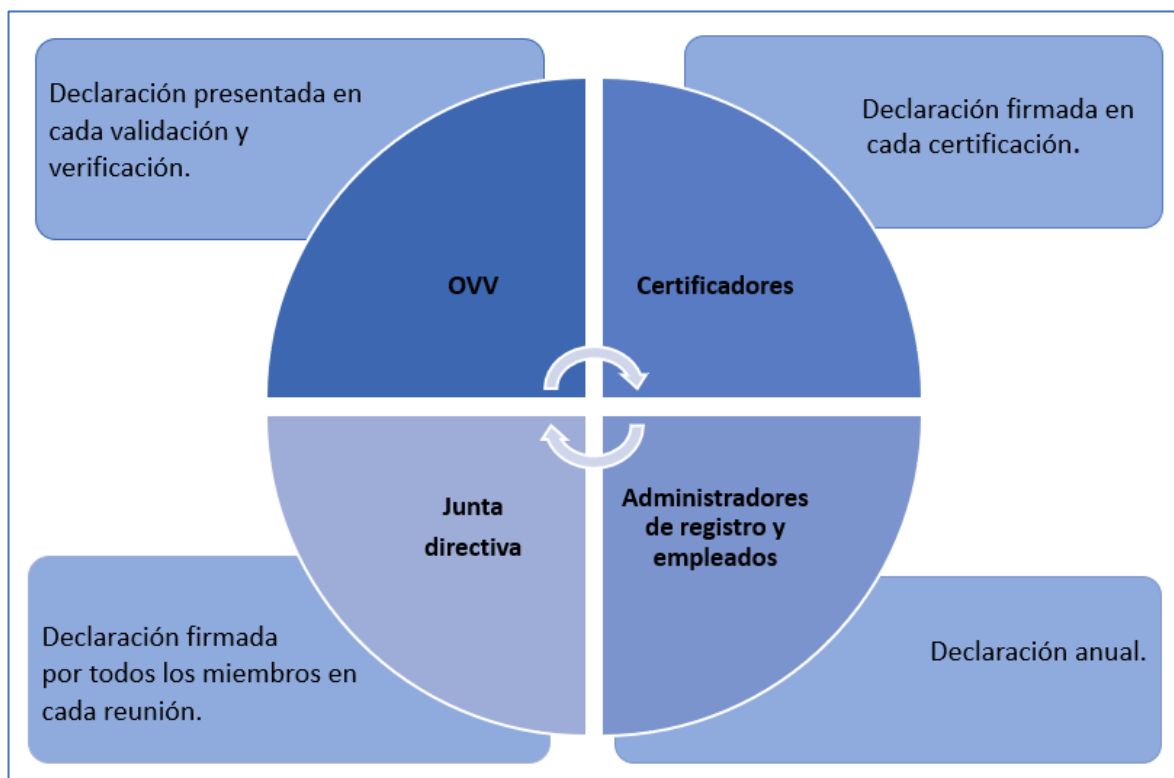 Declaración presentada en
cada validación y
verificación.
Declaración firmada en
cada certificación.
OVV
Certificadores
Junta
directiva
Administradores
de registro y
empleados
Declaración firmada
por todos los miembros en
cada reunión.
Declaración anual.